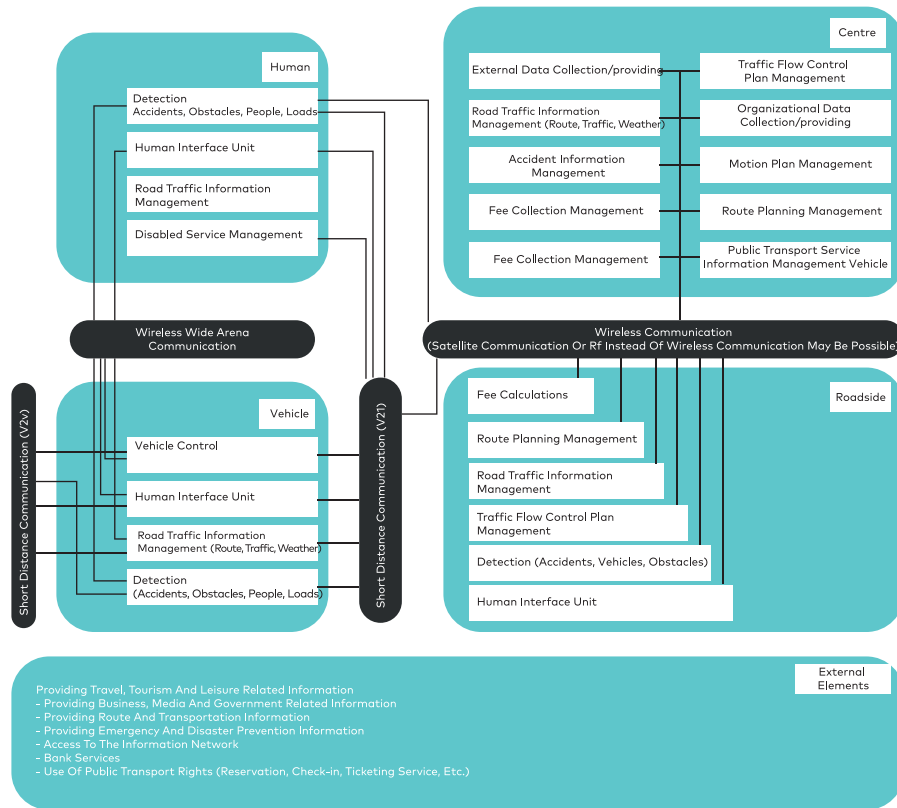 Human
Detection
Accidents, Obstacles, People, Loads
Human Interface Unit
Road Traffic Information
Management
Disabled Service Management
Centre
External Data Collection/providing
Traffic Flow Control
Plan Management
Road Traffic Information
Management (Route, Traffic, Weather)
Organizational Data
Collection/providing
Accident Information
Management
Motion Plan Management
Fee Collection Management
Route Planning Management
Fee Collection Management
Public Transport Service
Information Management Vehicle
Wireless Wide Arena
Communication
Wireless Communication
(Satellite Communication Or Rf Instead Of Wireless Communication May Be Possible)
Short Distance Communication (V2v)
Vehicle
Vehicle Control
Human Interface Unit
Road Traffic Information
Management (Route, Traffic, Weather)
Detection
(Accidents, Obstacles, People, Loads)
Short Distance Communication (V21)
Roadside
Fee Calculations
Route Planning Management
Road Traffic Information
Management
Traffic Flow Control Plan
Management
Detection (Accidents, Vehicles, Obstacles)
Human Interface Unit
External
Elements
Providing Travel, Tourism And Leisure Related Information
- Providing Business, Media And Government Related Information
- Providing Route And Transportation Information
- Providing Emergency And Disaster Prevention Information
- Access To The Information Network
- Bank Services
- Use Of Public Transport Rights (Reservation, Check-in, Ticketing Service, Etc.)